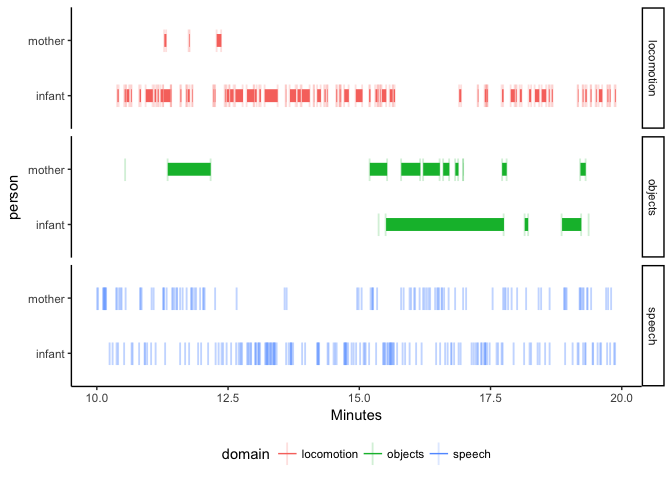 mother
infant
locomotion
mother
infant
objects
mother
infant
speech
person
10.0 12.5 15.0 17.5 20.0
Minutes
domain locomotion objects speech